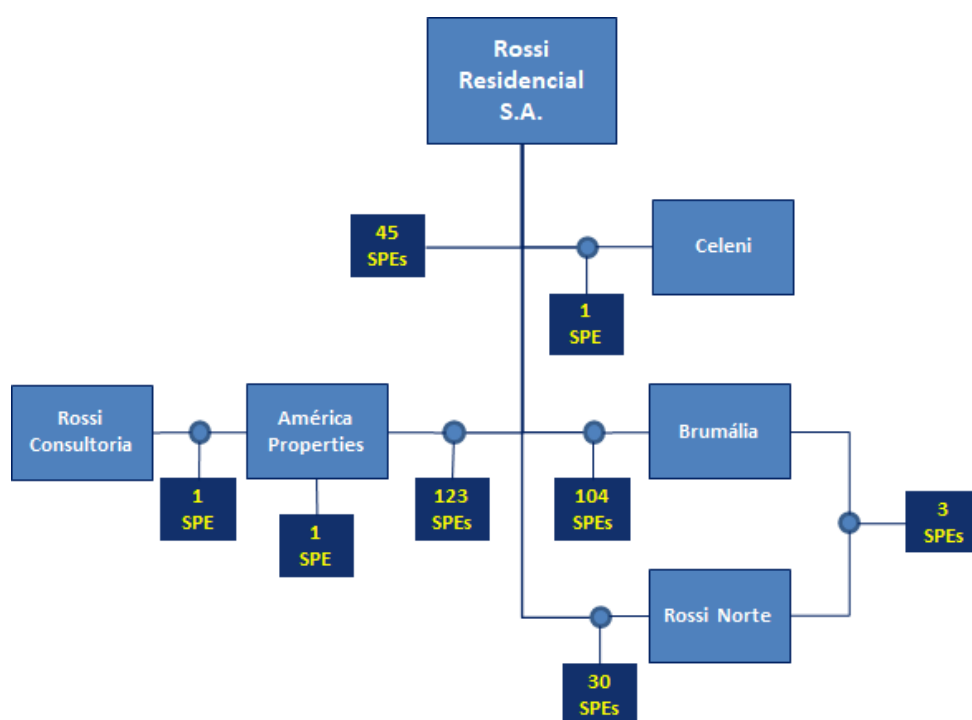 Rossi
Residencial
S.A.
45
SPEs
Celeni
1
SPE
Rossi
Consultoria
América
Properties
Brumália
1
SPE
123
SPEs
104
SPEs
3
SPEs
1
SPE
Rossi Norte
30
SPEs